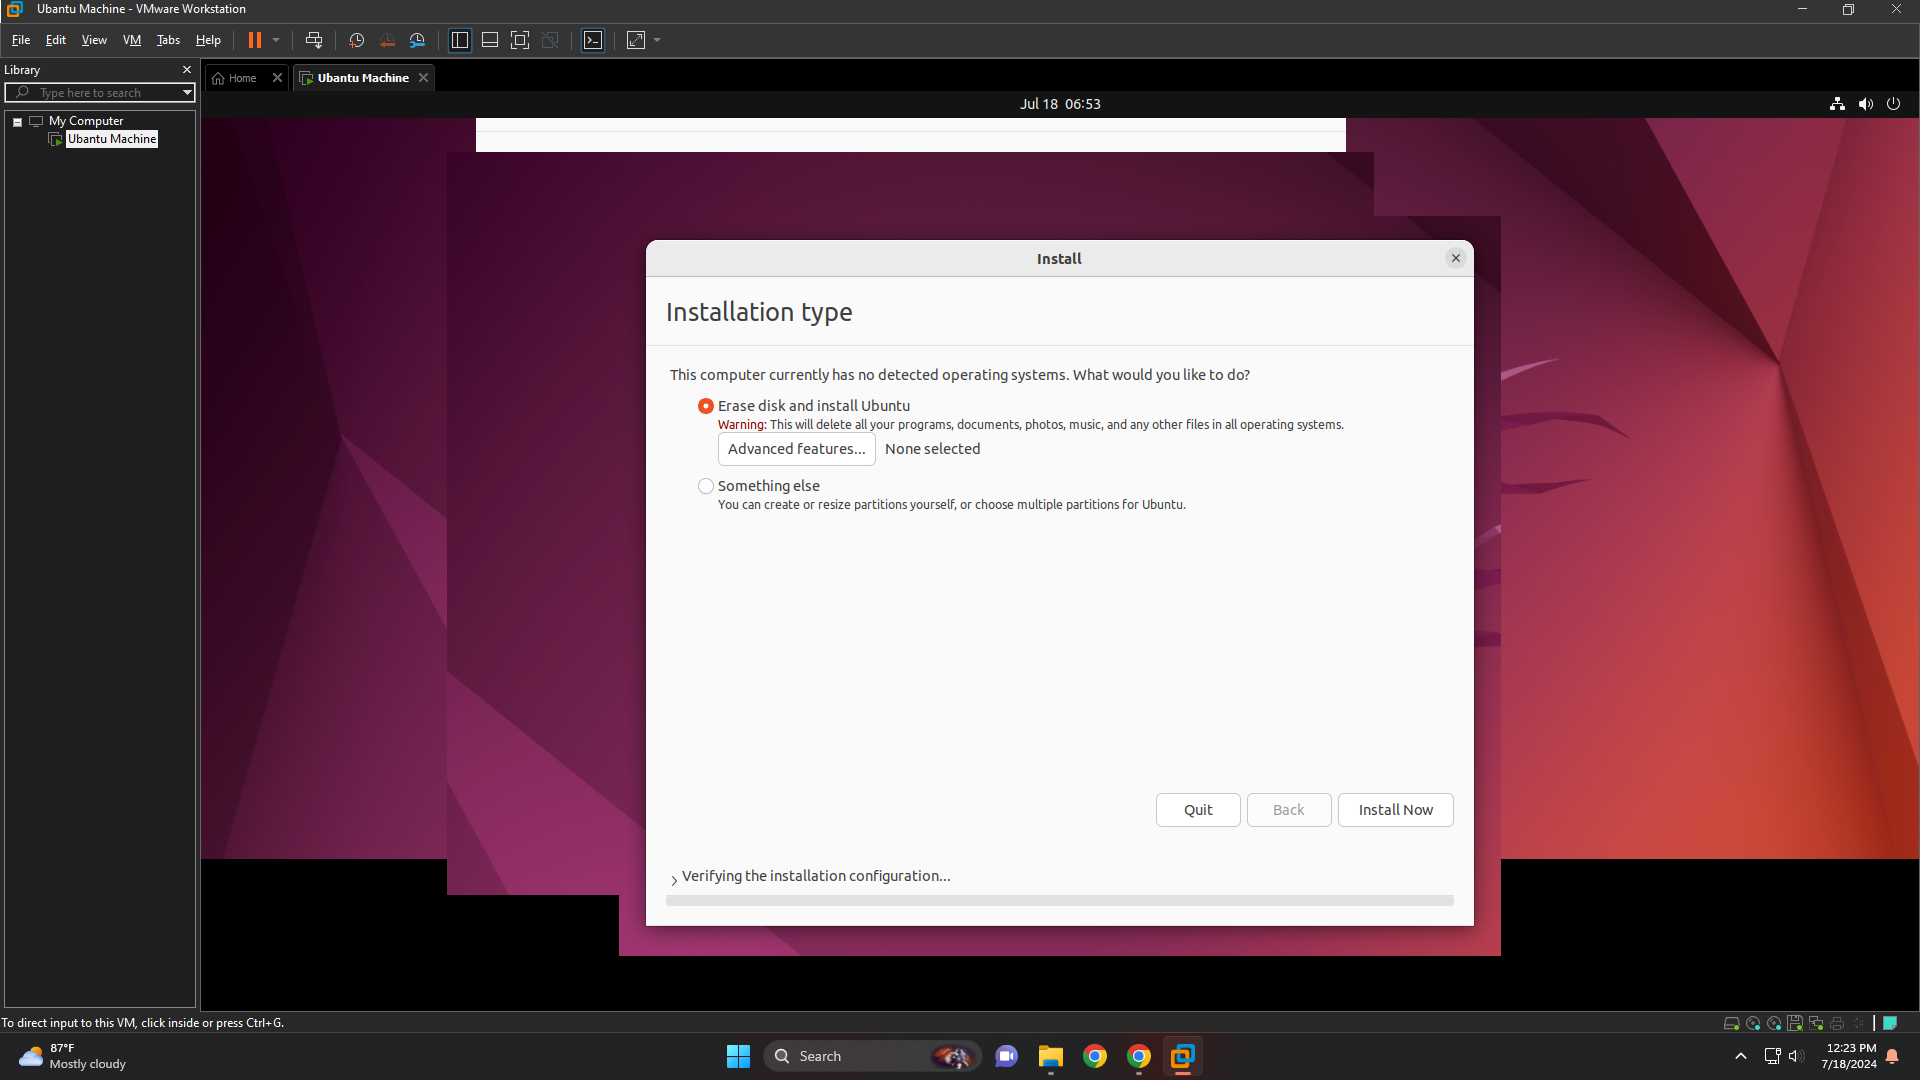 Ubantu Machine - VMware Workstation
File Edit View VM Tabs Help
Library
Home
Ubantu Machine
Type here to search
My Computer
Ubantu Machine
Jul 18 06:53
Install
Installation type
This computer currently has no detected operating systems. What would you like to do?
Erase disk and install Ubuntu
Warning: This will delete all your programs, documents, photos, music, and any other files in all operating systems.
Advanced features... None selected
Something else
You can create or resize partitions yourself, or choose multiple partitions for Ubuntu.
Quit Back Install Now
Verifying the installation configuration...
To direct input to this VM, click inside or press Ctrl+G.
87°F
Mostly cloudy
Search
12:23 PM
7/18/2024